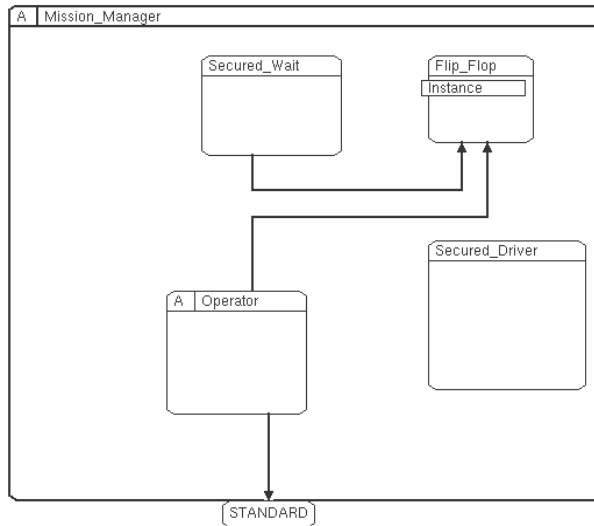 A Mission_Manager
Secured_Wait
Flip_Flop
Instance
Secured_Driver
A Operator
STANDARD